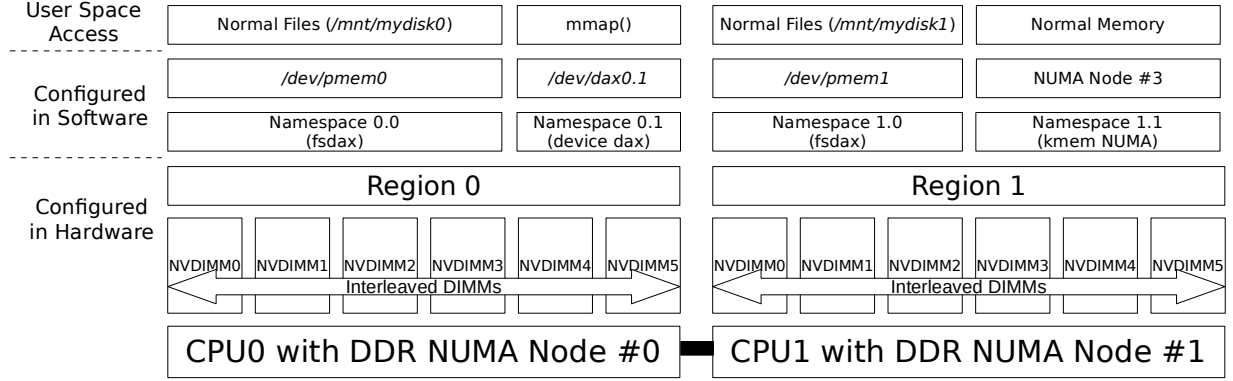 User Space
Access
Normal Files (/mnt/mydisk0)
mmap()
Normal Files (/mnt/mydisk1)
Normal Memory
Configured
in Software
/dev/pmem0
/dev/dax0.1
/dev/pmem1
NUMA Node #3
Namespace 0.0
(fsdax)
Namespace 0.1
(device dax)
Namespace 1.0
(fsdax)
Namespace 1.1
(kmem NUMA)
Configured
in Hardware
Region 0
Region 1
NVDIMM0
NVDIMM1
NVDIMM2
NVDIMM3
NVDIMM4
NVDIMM5
Interleaved DIMMs
NVDIMM0
NVDIMM1
NVDIMM2
NVDIMM3
NVDIMM4
NVDIMM5
Interleaved DIMMs
CPU0 with DDR NUMA Node #0
CPU1 with DDR NUMA Node #1